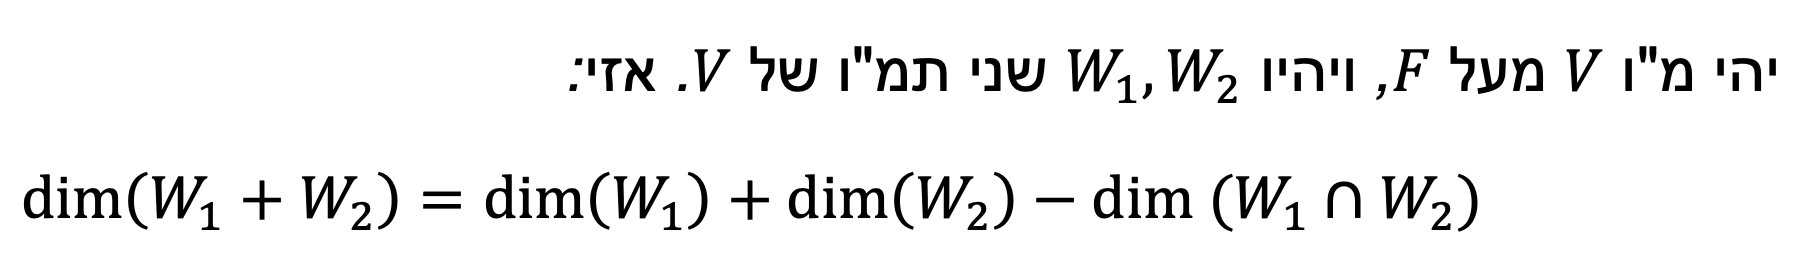 יהי מ"ו V מעל F, ויהיו W₁, W₂ שני תמ"ו של V. אזי:
dim(W₁ + W₂) = dim(W₁) + dim(W₂) − dim (W₁ ∩ W₂)